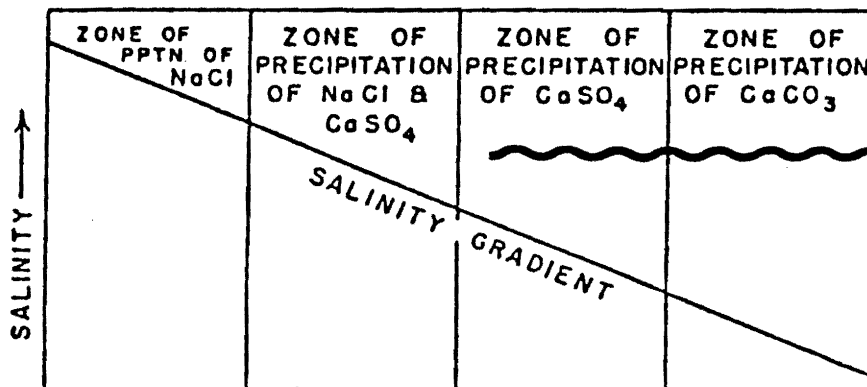 ZONE OF
PPTN. OF
NaCl
ZONE OF
PRECIPITATION
OF NaCl &
CaSO4
ZONE OF
PRECIPITATION
OF CaSO4
ZONE OF
PRECIPITATION
OF CaCO3
SALINITY
SALINITY GRADIENT